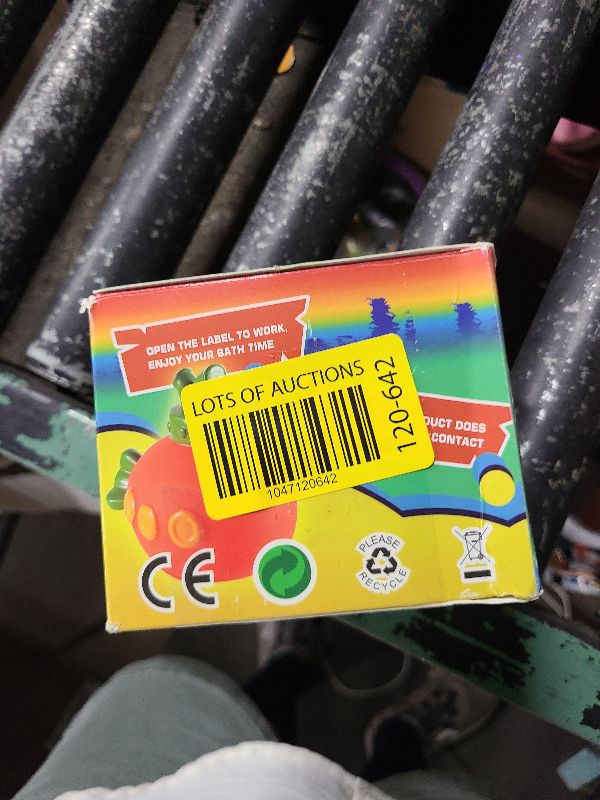 OPEN THE LABEL TO WORK,
ENJOY YOUR BATH TIME
LOTS OF AUCTIONS
120-642
1047120642
DOES
CONTACT
CE
PLEASE
RECYCLE